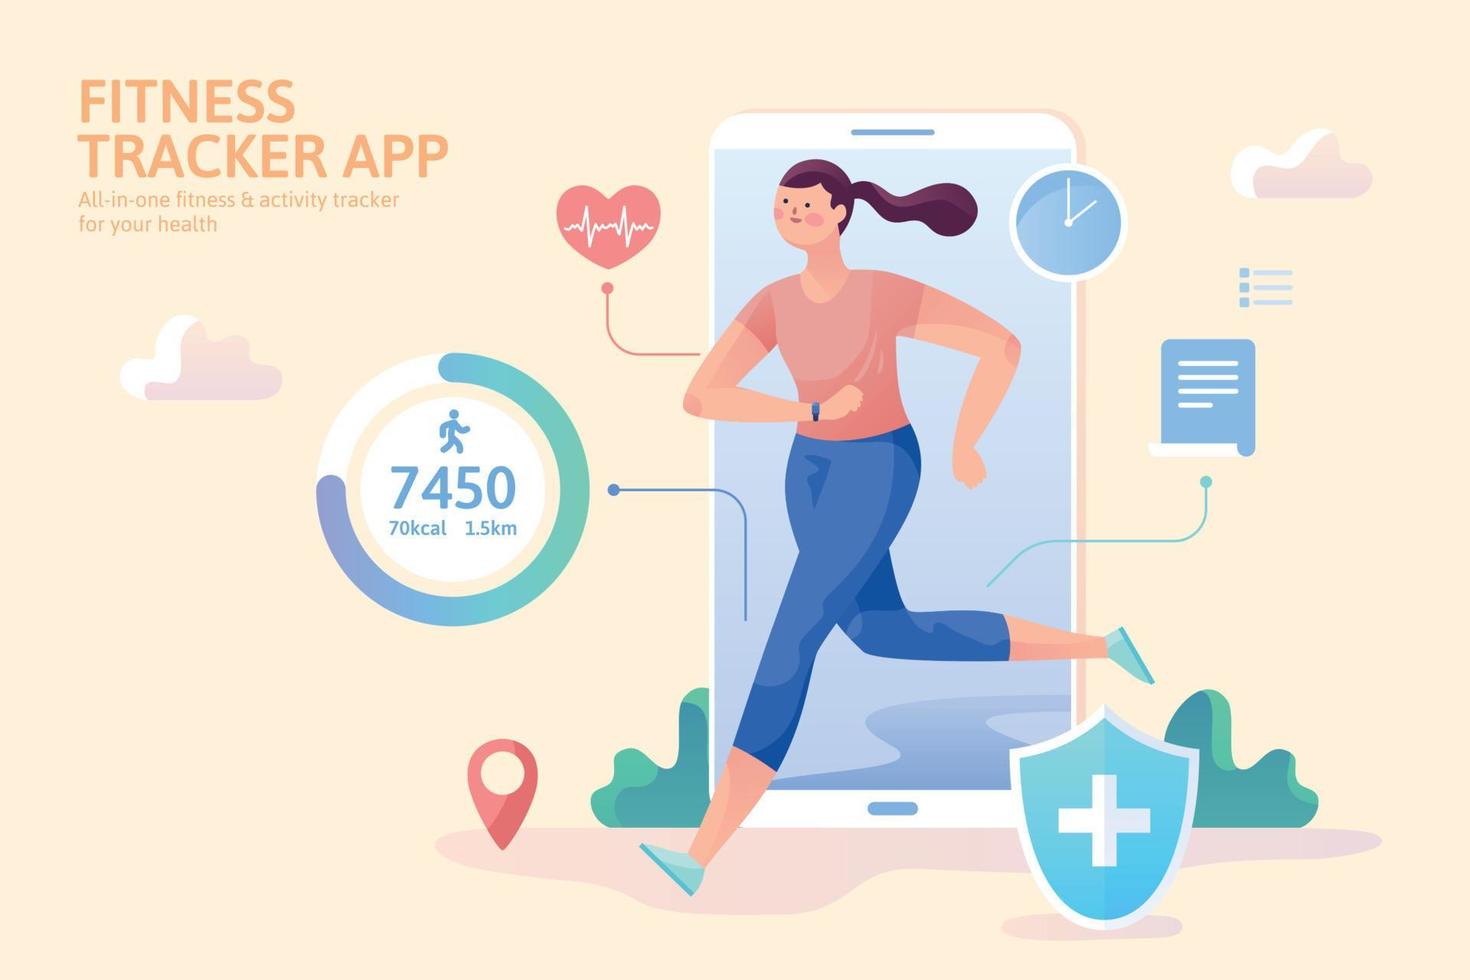 FITNESS
TRACKER APP
All-in-one fitness & activity tracker
for your health
7450
70kcal 1.5km